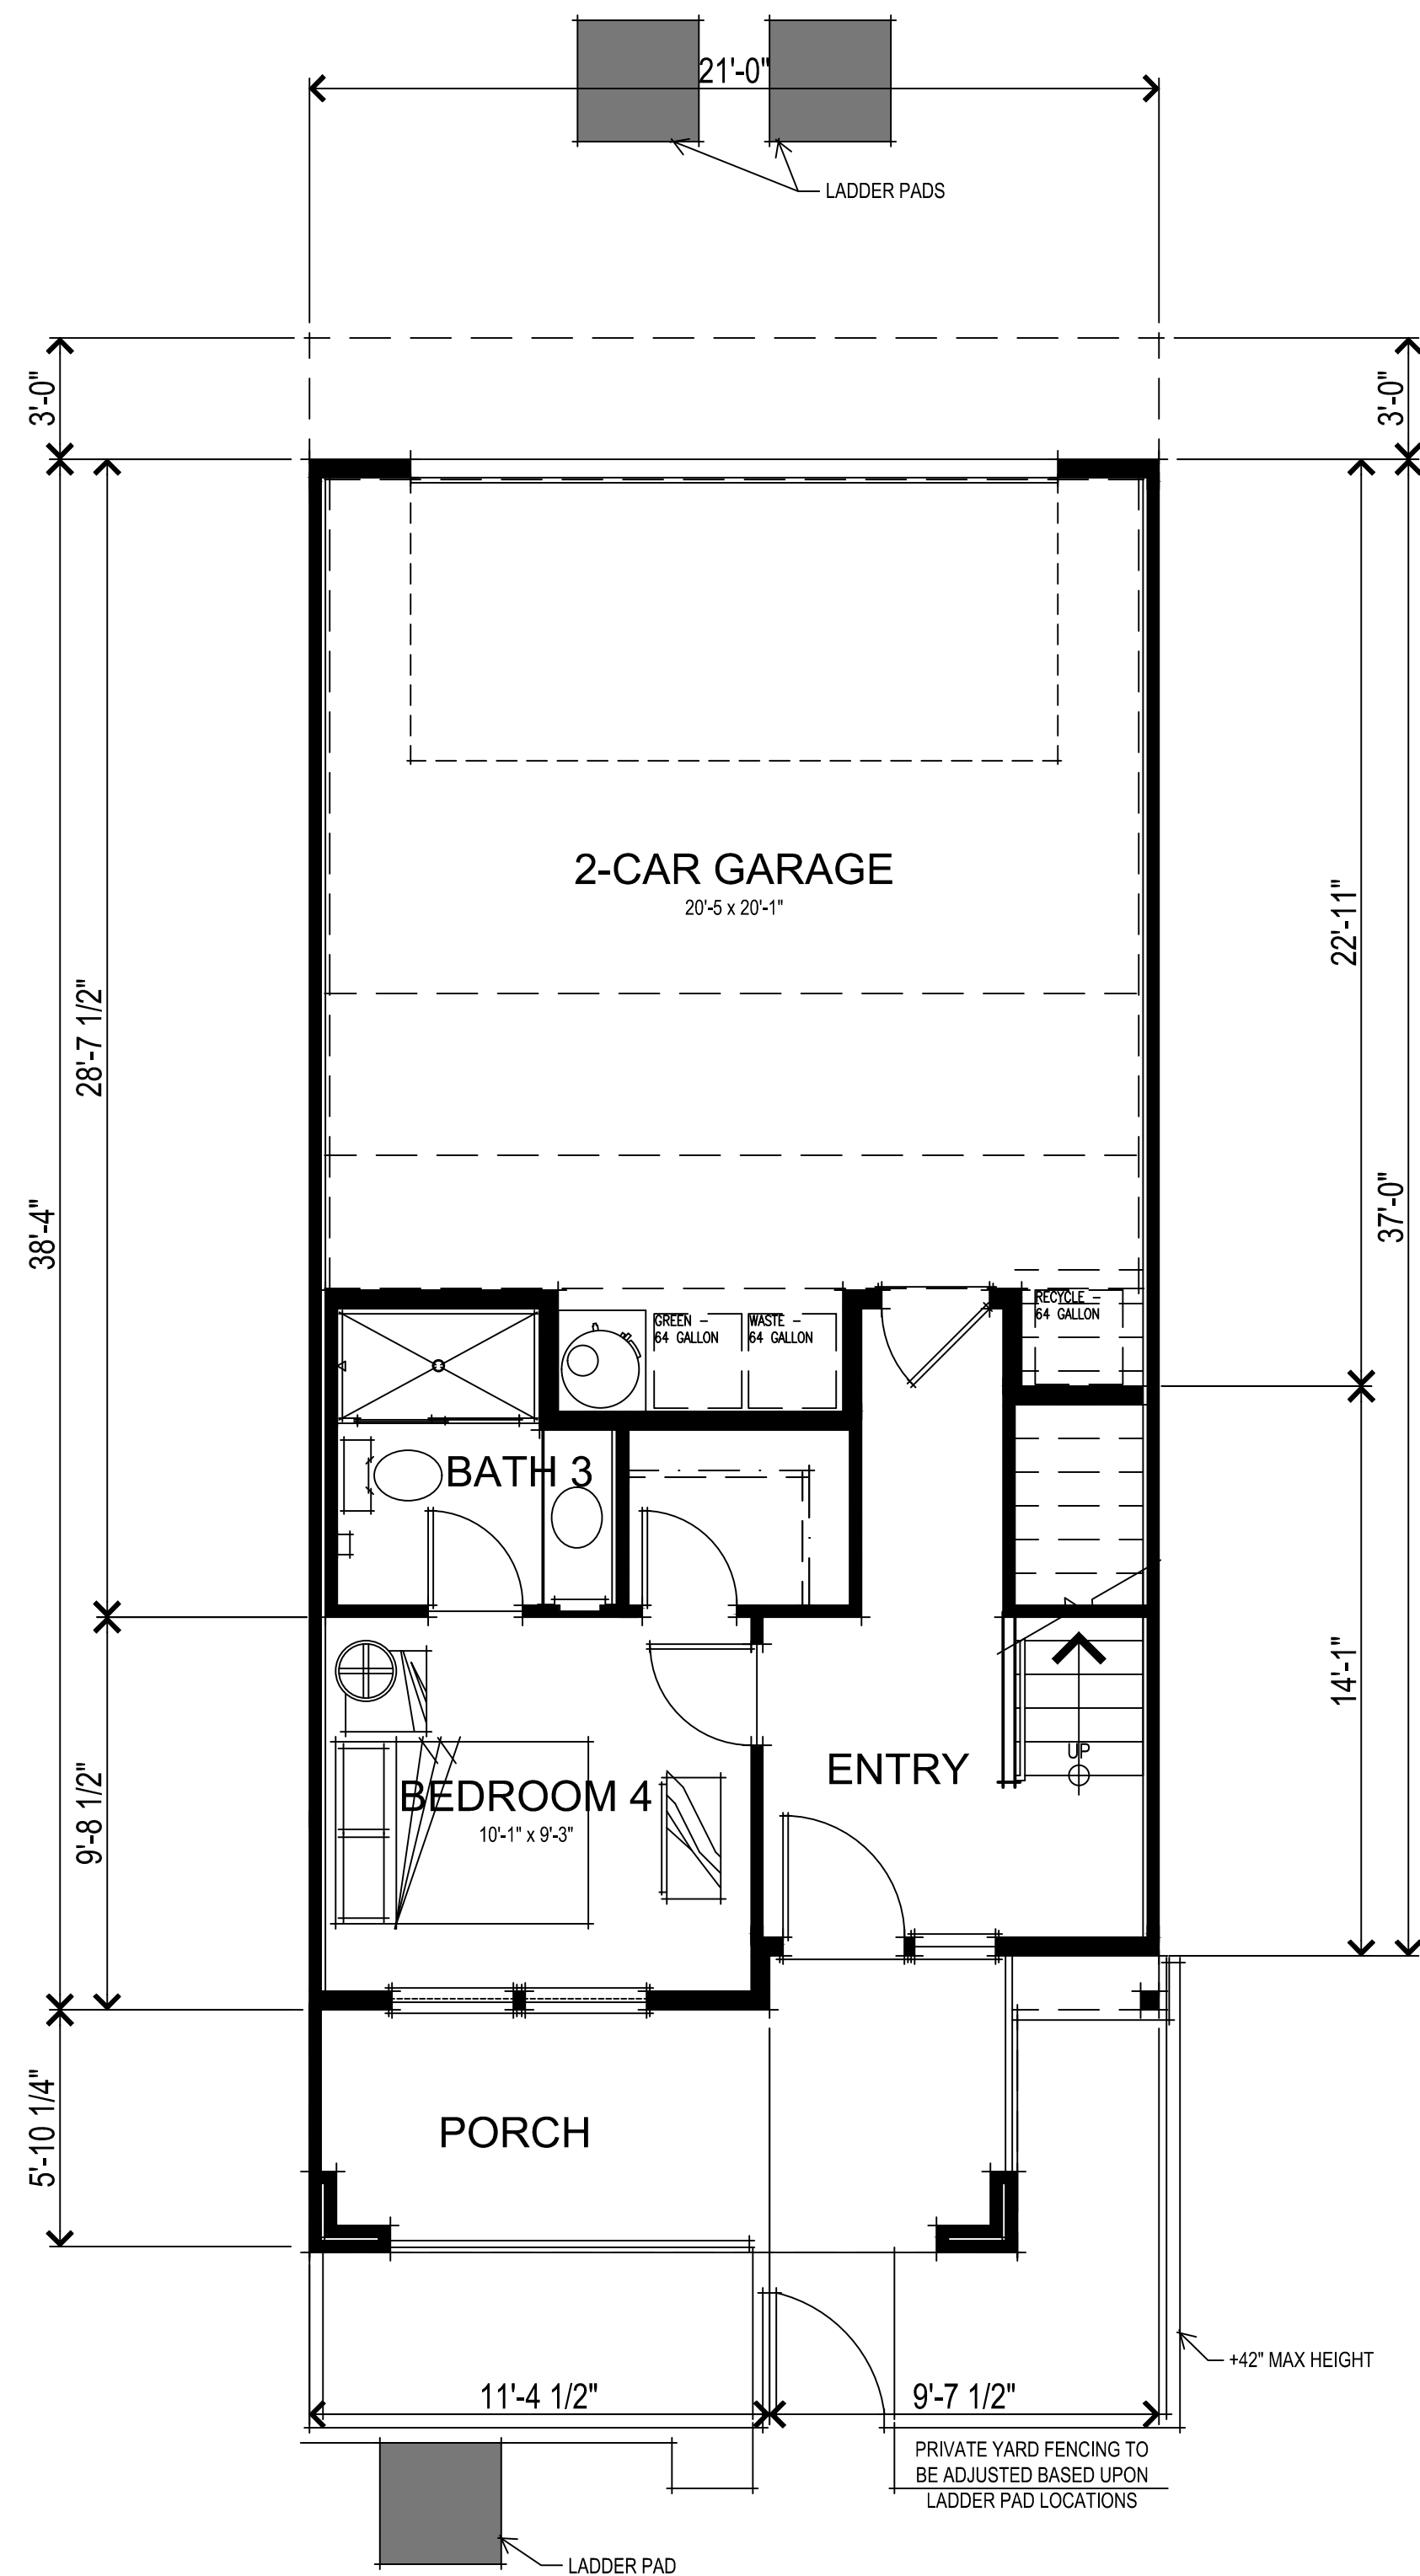 21'-0"
LADDER PADS
3'-0"
3'-0"
2-CAR GARAGE
20'-5 x 20'-1"
22'-11"
28'-7 1/2"
38'-4"
37'-0"
RECYCLE –
64 GALLON
GREEN –
64 GALLON
WASTE –
64 GALLON
BATH 3
14'-1"
UP
ENTRY
BEDROOM 4
10'-1" x 9'-3"
9'-8 1/2"
PORCH
5'-10 1/4"
+42" MAX HEIGHT
11'-4 1/2"
9'-7 1/2"
PRIVATE YARD FENCING TO
BE ADJUSTED BASED UPON
LADDER PAD LOCATIONS
LADDER PAD